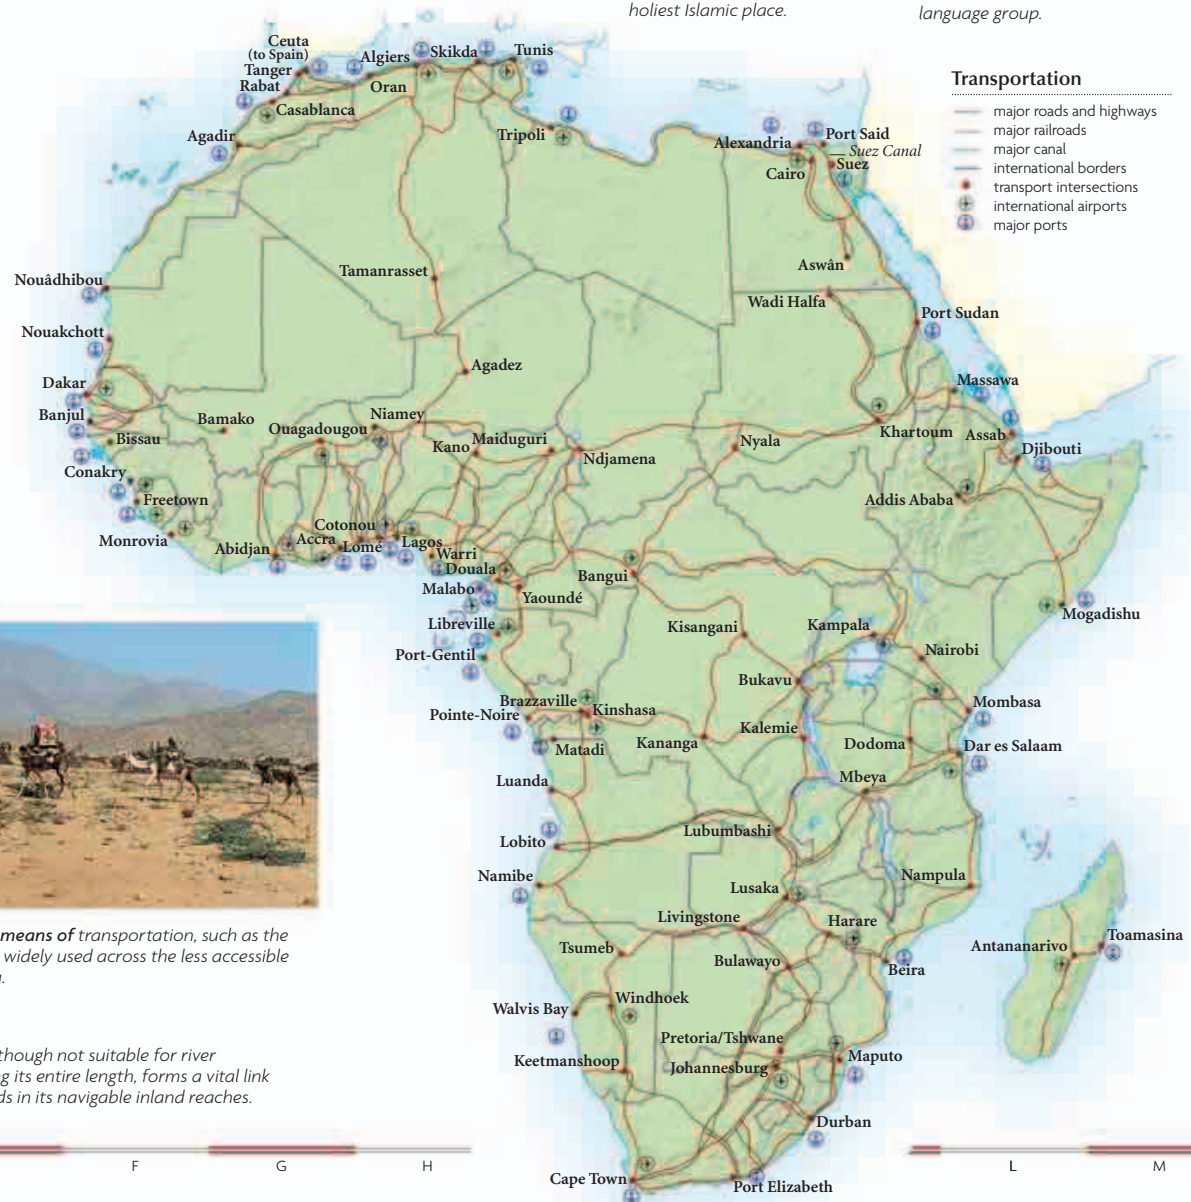 holiest Islamic place.
language group.
Transportation
major roads and highways
major railroads
major canal
international borders
transport intersections
international airports
major ports
Ceuta
(to Spain)
Tanger
Rabat
Casablanca
Agadir
Oran
Algiers
Skikda
Tunis
Tripoli
Alexandria
Port Said
Suez Canal
Suez
Cairo
Aswân
Wadi Halfa
Port Sudan
Tamanrasset
Nouâdhibou
Nouakchott
Agadez
Dakar
Banjul
Bissau
Bamako
Ouagadougou
Niamey
Kano
Maiduguri
Ndjamena
Nyala
Khartoum
Massawa
Assab
Djibouti
Addis Ababa
Conakry
Freetown
Monrovia
Abidjan
Accra
Cotonou
Lomé
Lagos
Warri
Douala
Malabo
Yaoundé
Bangui
Libreville
Port-Gentil
Kisangani
Kampala
Nairobi
Mogadishu
Bukavu
Mombasa
Brazzaville
Pointe-Noire
Kinshasa
Matadi
Kananga
Kalemie
Dodoma
Dar es Salaam
Mbeya
Luanda
Lobito
Lubumbashi
Namibe
Lusaka
Nampula
Livingstone
Harare
Tsumeb
Bulawayo
Beira
Antananarivo
Toamasina
Walvis Bay
Windhoek
Pretoria/Tshwane
Johannesburg
Maputo
Keetmanshoop
Durban
Cape Town
Port Elizabeth
means of transportation, such as the
widely used across the less accessible
though not suitable for river
g its entire length, forms a vital link
ds in its navigable inland reaches.
F
G
H
L
M